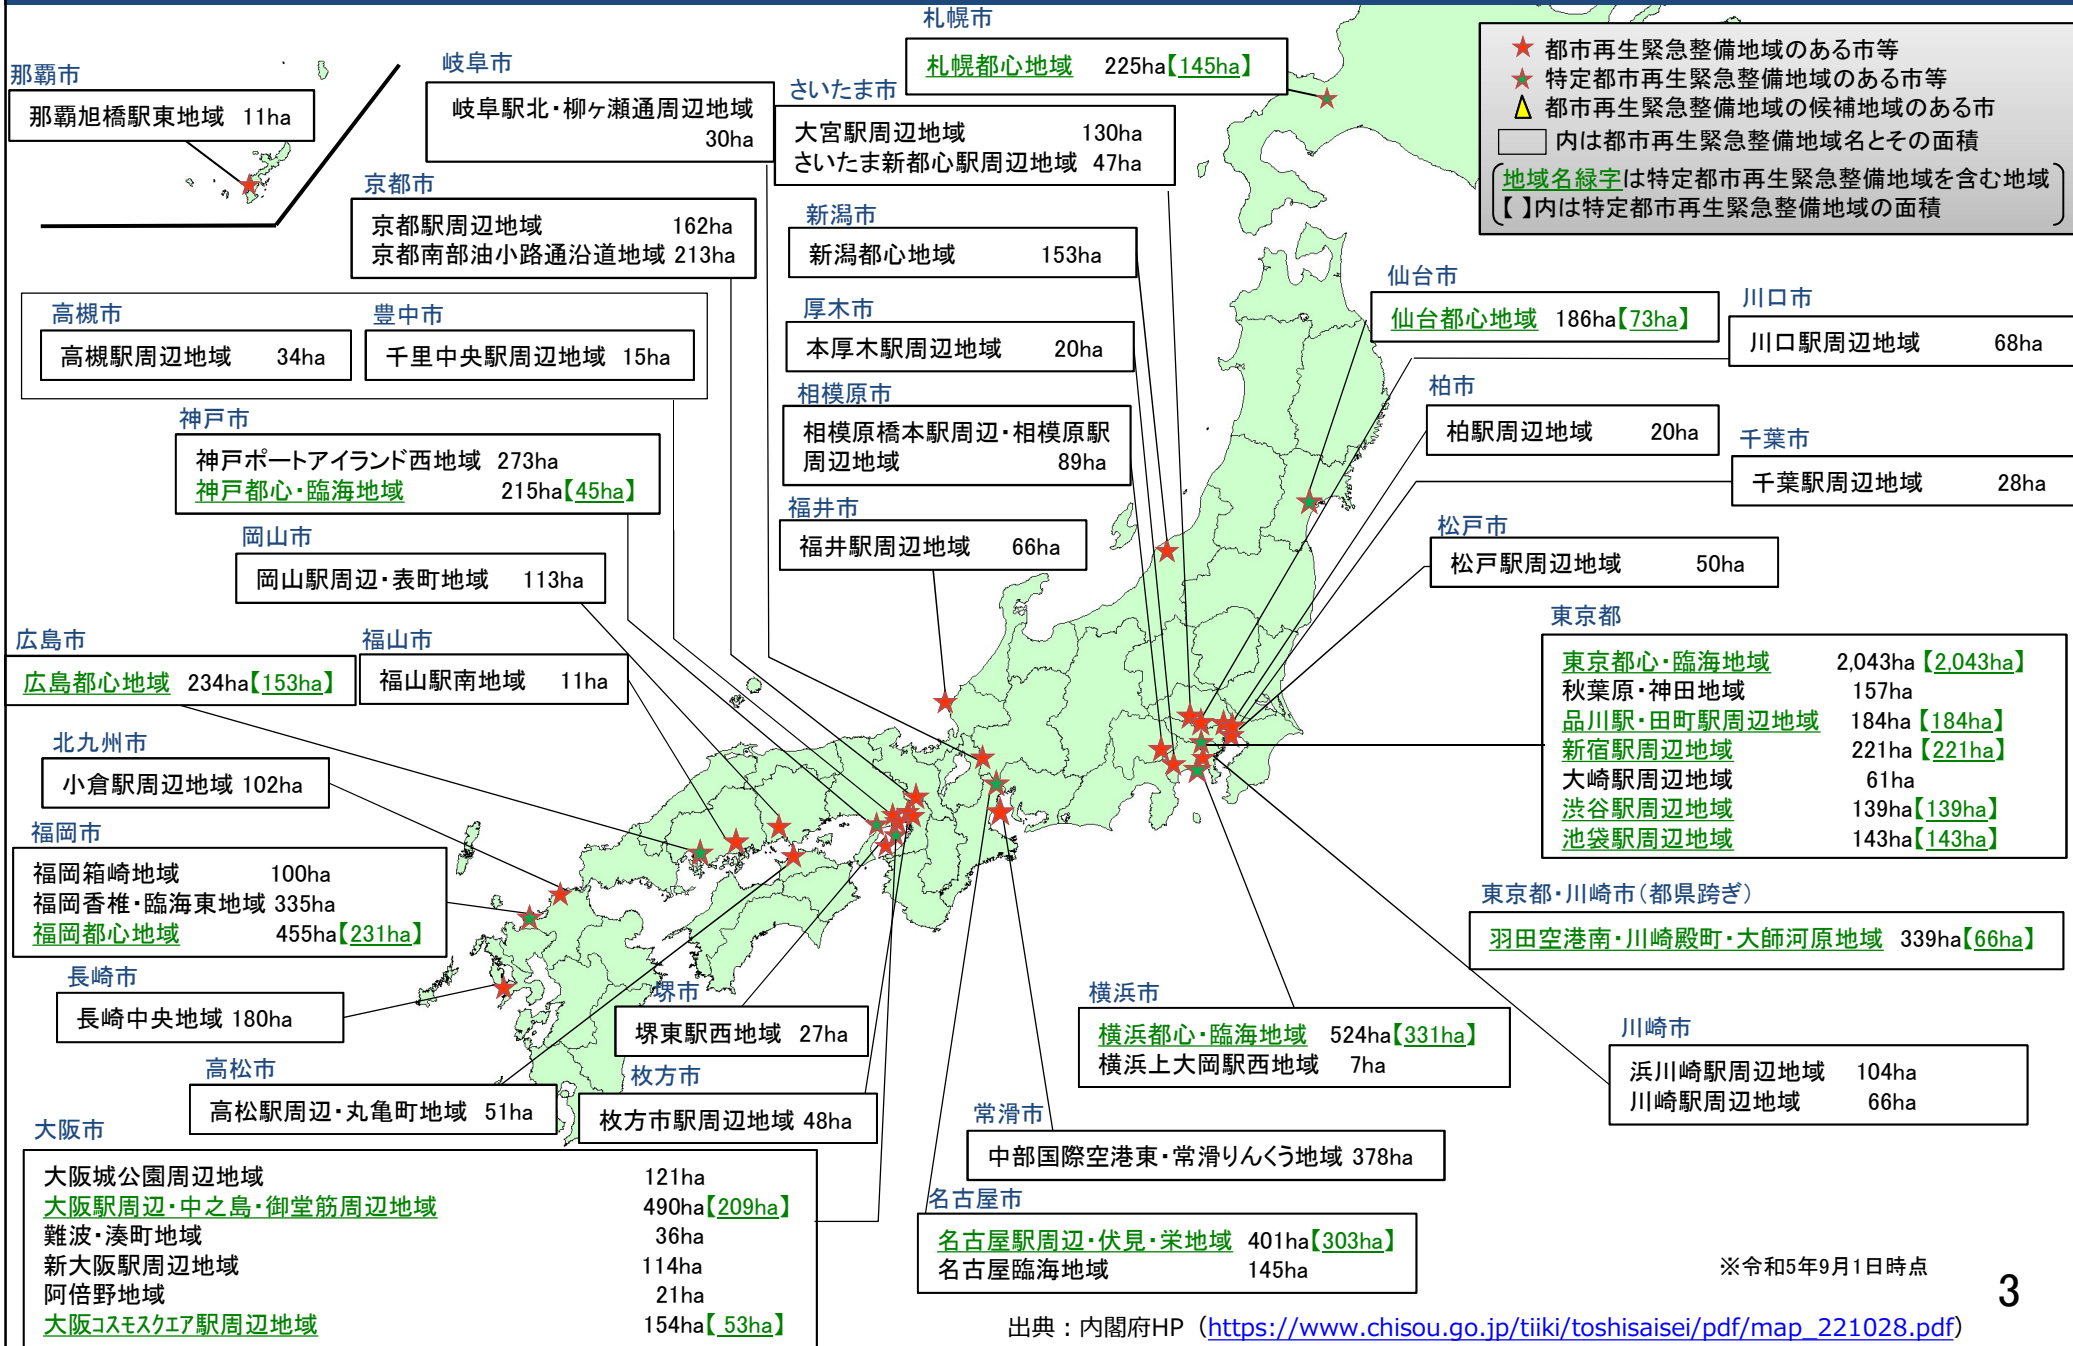 札幌市
札幌都心地域 225ha【145ha】
★ 都市再生緊急整備地域のある市等
★ 特定都市再生緊急整備地域のある市等
△ 都市再生緊急整備地域の候補地域のある市
内は都市再生緊急整備地域名とその面積
地域名緑字は特定都市再生緊急整備地域を含む地域
【 】内は特定都市再生緊急整備地域の面積
那覇市
那覇旭橋駅東地域 11ha
岐阜市
岐阜駅北・柳ヶ瀬通周辺地域
30ha
さいたま市
大宮駅周辺地域 130ha
さいたま新都心駅周辺地域 47ha
京都市
京都駅周辺地域 162ha
京都南部油小路通沿道地域 213ha
新潟市
新潟都心地域 153ha
仙台市
仙台都心地域 186ha【73ha】
川口市
川口駅周辺地域 68ha
高槻市
高槻駅周辺地域 34ha
豊中市
千里中央駅周辺地域 15ha
厚木市
本厚木駅周辺地域 20ha
相模原市
相模原橋本駅周辺・相模原駅
周辺地域 89ha
柏市
柏駅周辺地域 20ha
千葉市
千葉駅周辺地域 28ha
神戸市
神戸ポートアイランド西地域 273ha
神戸都心・臨海地域 215ha【45ha】
福井市
福井駅周辺地域 66ha
松戸市
松戸駅周辺地域 50ha
岡山市
岡山駅周辺・表町地域 113ha
東京都
東京都心・臨海地域 2,043ha【2,043ha】
秋葉原・神田地域 157ha
品川駅・田町駅周辺地域 184ha【184ha】
新宿駅周辺地域 221ha【221ha】
大崎駅周辺地域 61ha
渋谷駅周辺地域 139ha【139ha】
池袋駅周辺地域 143ha【143ha】
広島市
広島都心地域 234ha【153ha】
福山市
福山駅南地域 11ha
北九州市
小倉駅周辺地域 102ha
福岡市
福岡箱崎地域 100ha
福岡香椎・臨海東地域 335ha
福岡都心地域 455ha【231ha】
東京都・川崎市（都県跨ぎ）
羽田空港南・川崎殿町・大師河原地域 339ha【66ha】
長崎市
長崎中央地域 180ha
堺市
堺東駅西地域 27ha
横浜市
横浜都心・臨海地域 524ha【331ha】
横浜上大岡駅西地域 7ha
川崎市
浜川崎駅周辺地域 104ha
川崎駅周辺地域 66ha
高松市
高松駅周辺・丸亀町地域 51ha
枚方市
枚方市駅周辺地域 48ha
常滑市
中部国際空港東・常滑りんくう地域 378ha
大阪市
大阪城公園周辺地域 121ha
大阪駅周辺・中之島・御堂筋周辺地域 490ha【209ha】
難波・湊町地域 36ha
新大阪駅周辺地域 114ha
阿倍野地域 21ha
大阪コスモスクエア駅周辺地域 154ha【 53ha】
名古屋市
名古屋駅周辺・伏見・栄地域 401ha【303ha】
名古屋臨海地域 145ha
※令和5年9月1日時点
3
出典：内閣府HP（https://www.chisou.go.jp/tiiki/toshisaisei/pdf/map_221028.pdf）